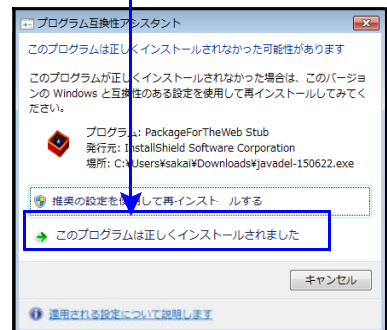 プログラム互換性アシスタント
このプログラムは正しくインストールされなかった可能性があります
このプログラムが正しくインストールされなかった場合は、このバージョ
ンの Windows と互換性のある設定を使用して再インストールしてみてく
ださい。
プログラム: PackageForTheWeb Stub
発行元: InstallShield Software Corporation
場所: C:¥Users¥sakai¥Downloads¥javadel-150622.exe
推奨の設定を使用して再インストールする
このプログラムは正しくインストールされました
キャンセル
適用される設定について説明します